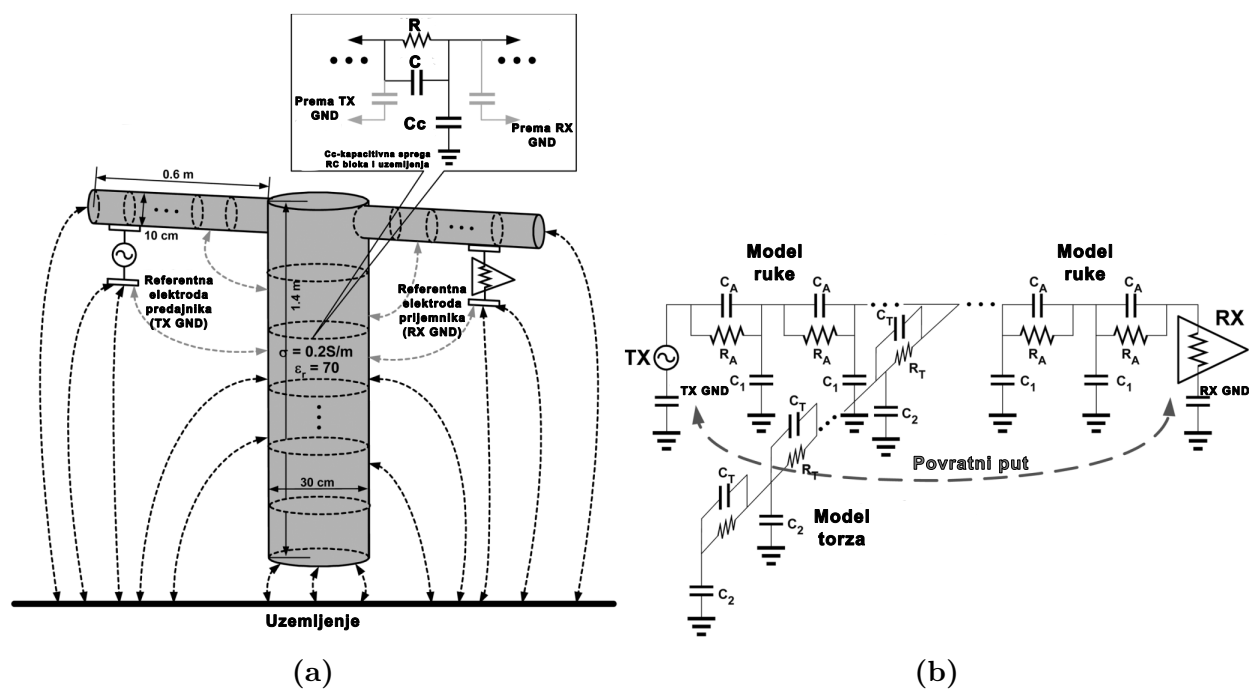 R
C
Prema TX
GND
Cc
Prema RX
GND
Cc-kapacitivna sprega
RC bloka i uzemljenja
0.6 m
10 cm
1.4 m
Referentna
elektroda
predajnika
(TX GND)
Referentna
elektroda
prijemnika
(RX GND)
σ = 0.2S/m
εr = 70
30 cm
Uzemljenje
(a)
Model
ruke
Model
ruke
CA
CA
CA
CA
CT
RA
RA
RT
RA
RA
TX
RX
TX GND
C1
C1
C2
C1
C1
RX GND
CT
RT
Povratni put
CT
C2
Model
torza
C2
(b)